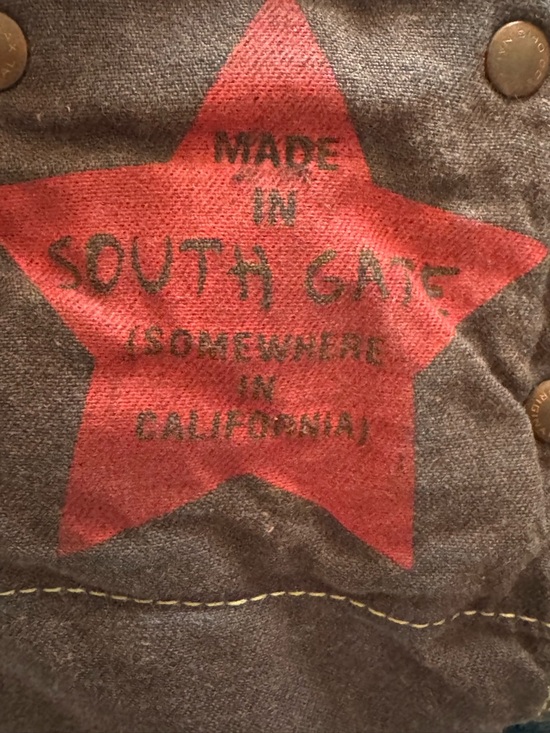 MADE
IN
SOUTH GATE
(SOMEWHERE
IN
CALIFORNIA)